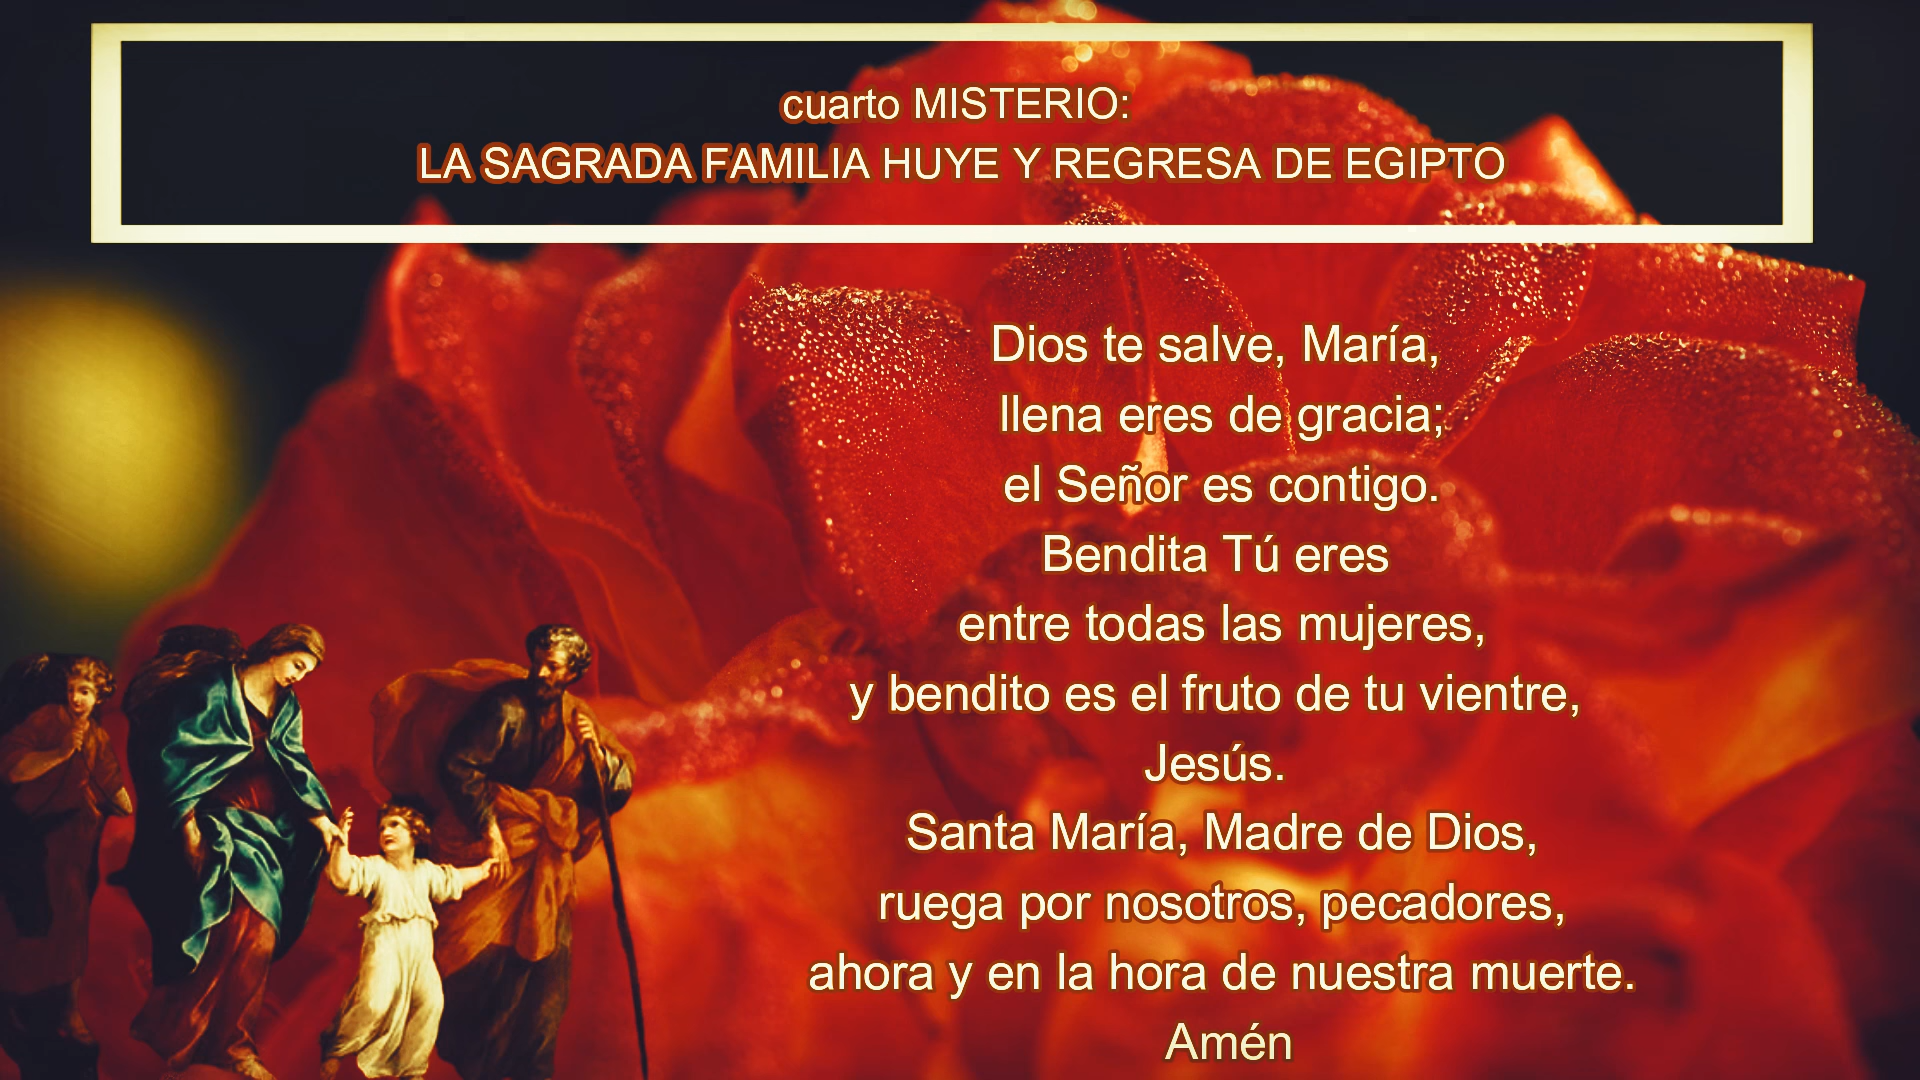 cuarto MISTERIO:
LA SAGRADA FAMILIA HUYE Y REGRESA DE EGIPTO
Dios te salve, María,
llena eres de gracia;
el Señor es contigo.
Bendita Tú eres
entre todas las mujeres,
y bendito es el fruto de tu vientre,
Jesús.
Santa María, Madre de Dios,
ruega por nosotros, pecadores,
ahora y en la hora de nuestra muerte.
Amén